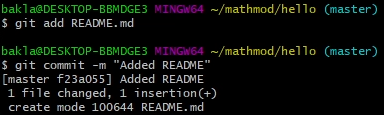 bakla@DESKTOP-BBMDGE3 MINGW64 ~/mathmod/hello (master)
$ git add README.md
bakla@DESKTOP-BBMDGE3 MINGW64 ~/mathmod/hello (master)
$ git commit -m "Added README"
[master f23a055] Added README
1 file changed, 1 insertion(+)
create mode 100644 README.md